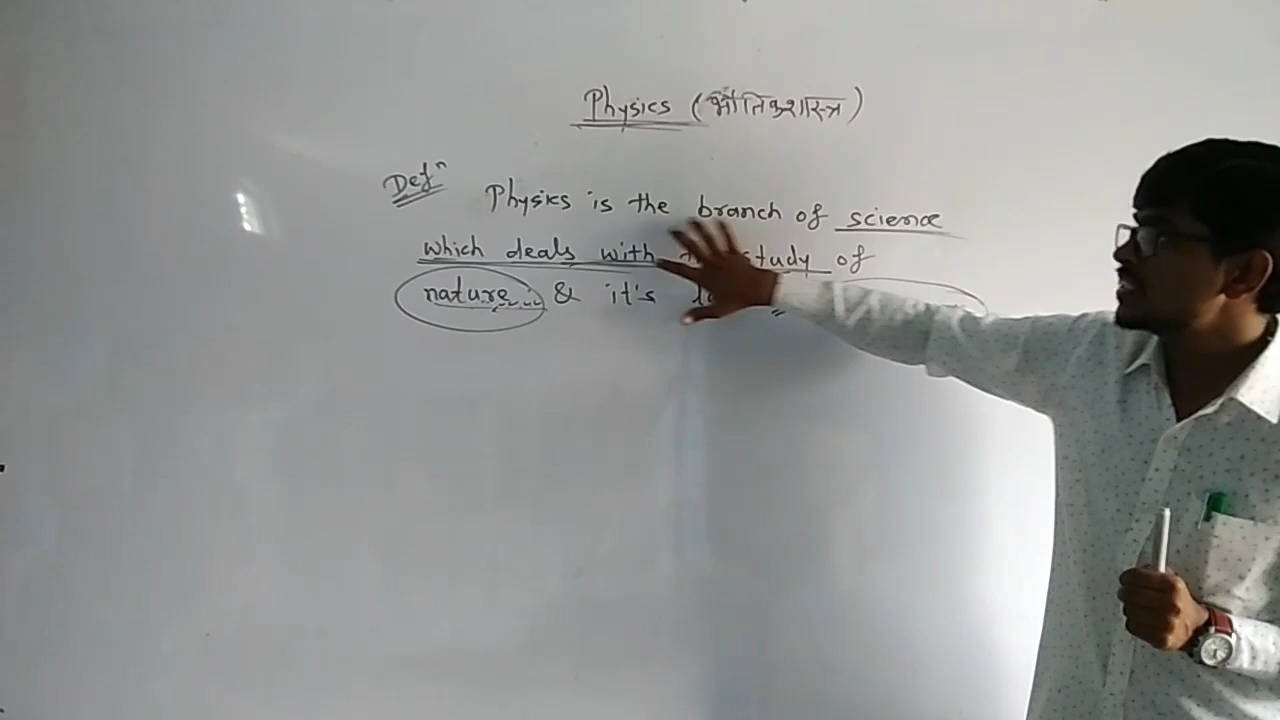 Physics (भौतिकशास्त्र)
Defⁿ Physics is the branch of science
which deals with study of
nature & it's